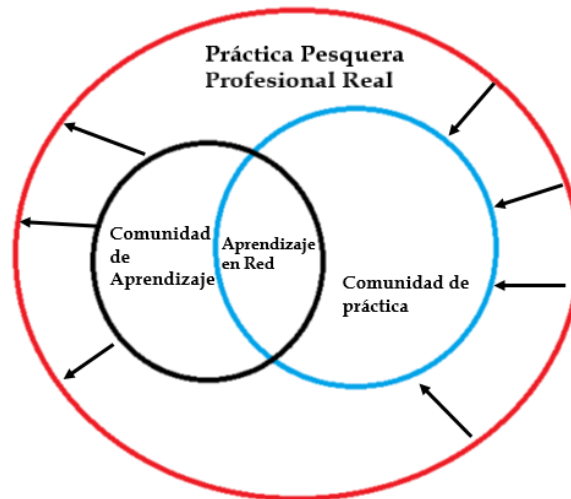 Práctica Pesquera
Profesional Real
Comunidad
de
Aprendizaje
Aprendizaje
en Red
Comunidad de
práctica